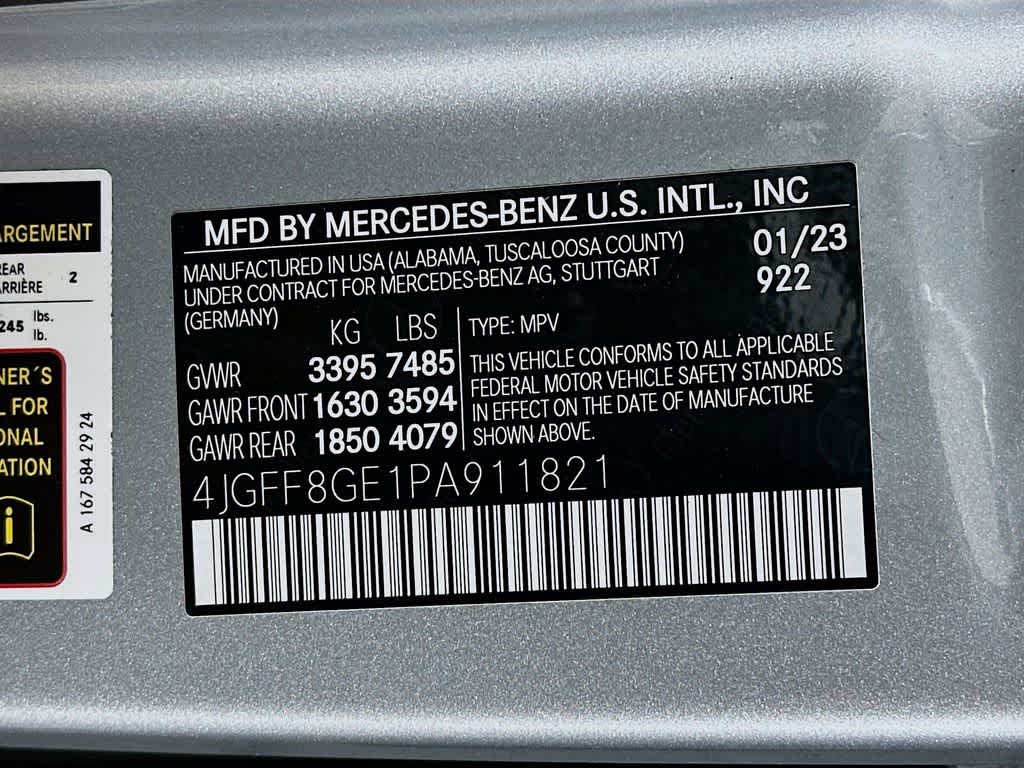 ARGEMENT
REAR
ARRIÈRE 2
245 lbs.
lb.
NER´S
L FOR
ONAL
ATION
i
A 167 584 29 24
MFD BY MERCEDES-BENZ U.S. INTL., INC
MANUFACTURED IN USA (ALABAMA, TUSCALOOSA COUNTY) 01/23
UNDER CONTRACT FOR MERCEDES-BENZ AG, STUTTGART 922
(GERMANY)
KG LBS
GVWR 3395 7485
GAWR FRONT 1630 3594
GAWR REAR 1850 4079
TYPE: MPV
THIS VEHICLE CONFORMS TO ALL APPLICABLE
FEDERAL MOTOR VEHICLE SAFETY STANDARDS
IN EFFECT ON THE DATE OF MANUFACTURE
SHOWN ABOVE.
4JGFF8GE1PA911821